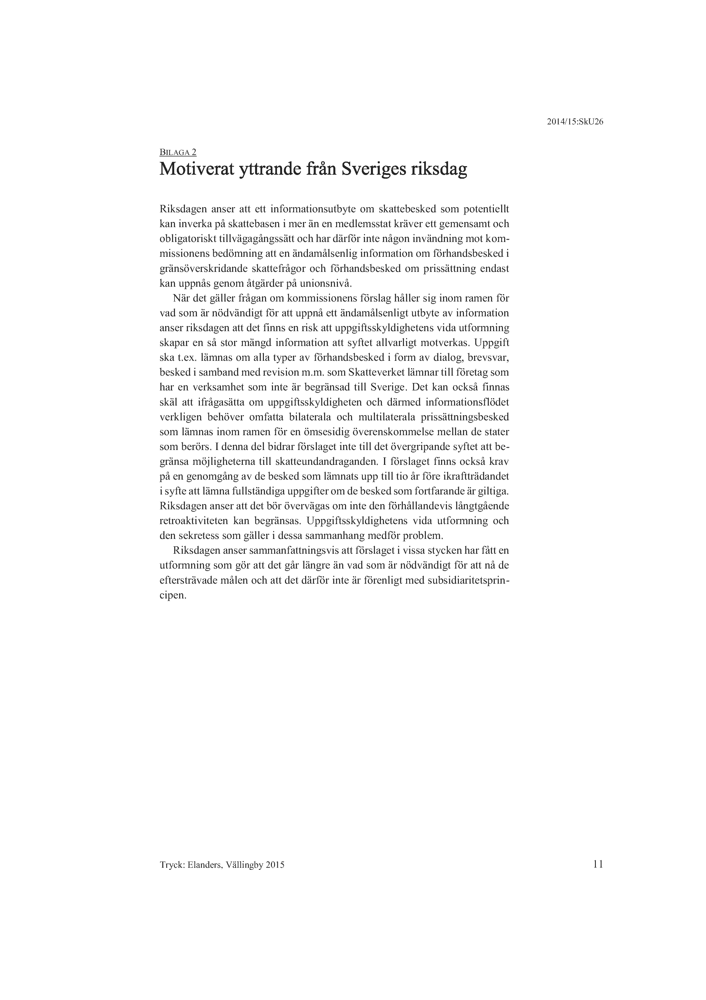 2014/15:SkU26
BILAGA 2
Motiverat yttrande från Sveriges riksdag
Riksdagen anser att ett informationsutbyte om skattebesked som potentiellt
kan inverka på skattebasen i mer än en medlemsstat kräver ett gemensamt och
obligatoriskt tillvägagångssätt och har därför inte någon invändning mot kom-
missionens bedömning att en ändamålsenlig information om förhandsbesked i
gränsöverskridande skattefrågor och förhandsbesked om prissättning endast
kan uppnås genom åtgärder på unionsnivå.
När det gäller frågan om kommissionens förslag håller sig inom ramen för
vad som är nödvändigt för att uppnå ett ändamålsenligt utbyte av information
anser riksdagen att det finns en risk att uppgiftsskyldighetens vida utformning
skapar en så stor mängd information att syftet allvarligt motverkas. Uppgift
ska t.ex. lämnas om alla typer av förhandsbesked i form av dialog, brevsvar,
besked i samband med revision m.m. som Skatteverket lämnar till företag som
har en verksamhet som inte är begränsad till Sverige. Det kan också finnas
skäl att ifrågasätta om uppgiftsskyldigheten och därmed informationsflödet
verkligen behöver omfatta bilaterala och multilaterala prissättningsbesked
som lämnas inom ramen för en ömsesidig överenskommelse mellan de stater
som berörs. I denna del bidrar förslaget inte till det övergripande syftet att be-
gränsa möjligheterna till skatteundandraganden. I förslaget finns också krav
på en genomgång av de besked som lämnats upp till tio år före ikraftträdandet
i syfte att lämna fullständiga uppgifter om de besked som fortfarande är giltiga.
Riksdagen anser att det bör övervägas om inte den förhållandevis långtgående
retroaktiviteten kan begränsas. Uppgiftsskyldighetens vida utformning och
den sekretess som gäller i dessa sammanhang medför problem.
Riksdagen anser sammanfattningsvis att förslaget i vissa stycken har fått en
utformning som gör att det går längre än vad som är nödvändigt för att nå de
eftersträvade målen och att det därför inte är förenligt med subsidiaritetsprin-
cipen.
Tryck: Elanders, Vällingby 2015
11